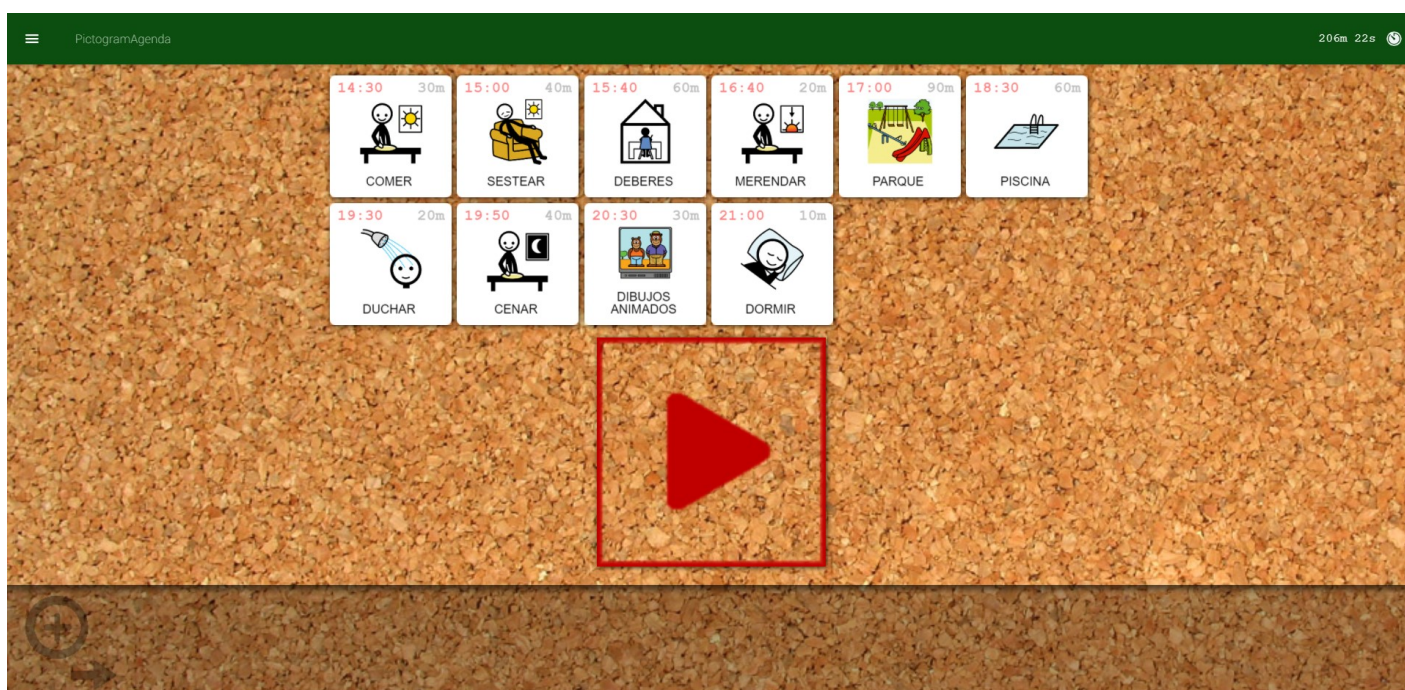 PictogramAgenda
206m 22s
14:30 30m
COMER
15:00 40m
SESTEAR
15:40 60m
DEBERES
16:40 20m
MERENDAR
17:00 90m
PARQUE
18:30 60m
PISCINA
19:30 20m
DUCHAR
19:50 40m
CENAR
20:30 30m
DIBUJOS
ANIMADOS
21:00 10m
DORMIR